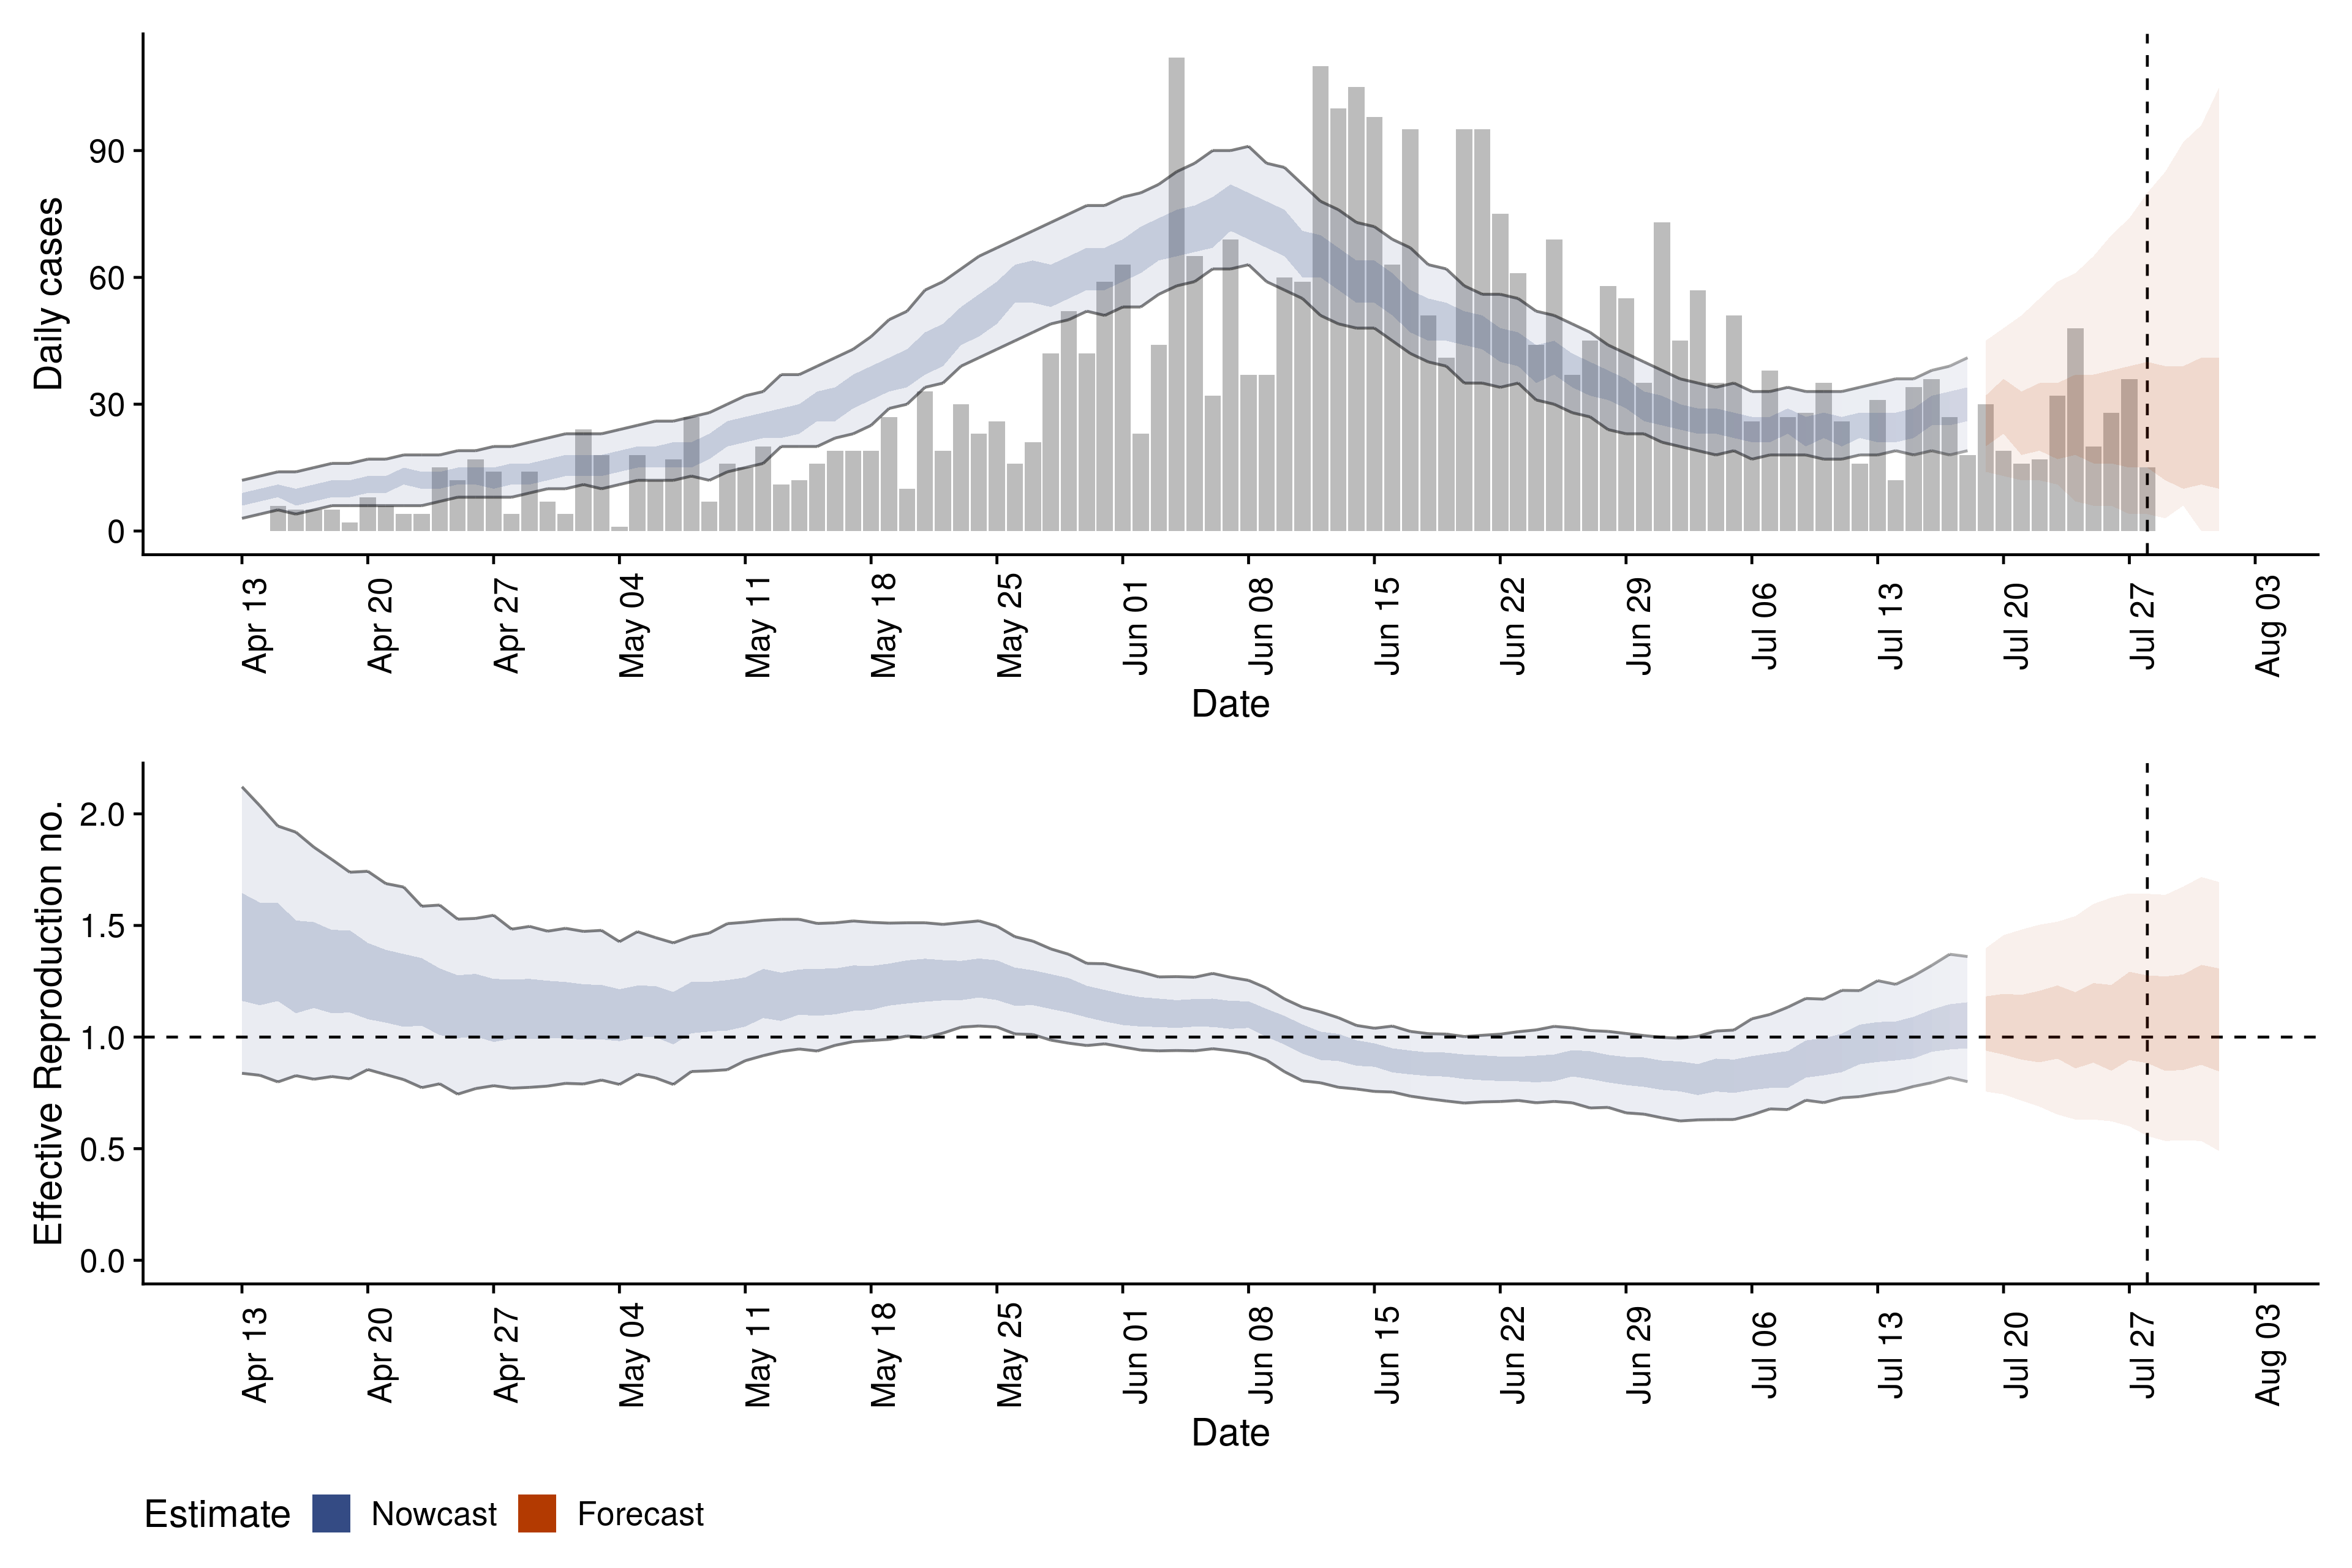 Daily cases
90
60
30
0
Apr 13 Apr 20 Apr 27 May 04 May 11 May 18 May 25 Jun 01 Jun 08 Jun 15 Jun 22 Jun 29 Jul 06 Jul 13 Jul 20 Jul 27 Aug 03
Date
Effective Reproduction no.
2.0
1.5
1.0
0.5
0.0
Apr 13 Apr 20 Apr 27 May 04 May 11 May 18 May 25 Jun 01 Jun 08 Jun 15 Jun 22 Jun 29 Jul 06 Jul 13 Jul 20 Jul 27 Aug 03
Date
Estimate Nowcast Forecast